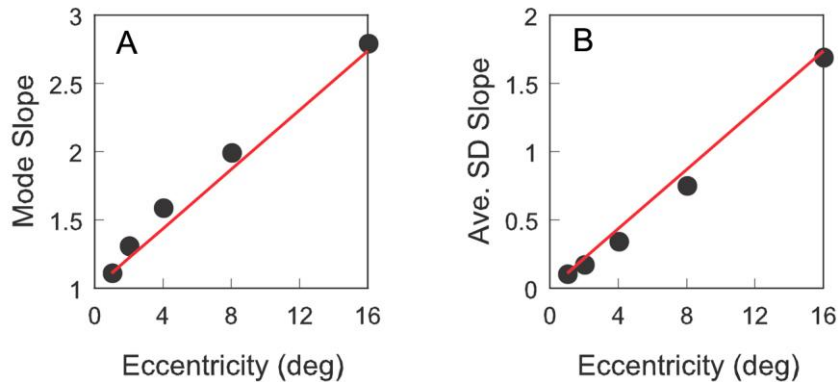 A
Mode Slope
3
2.5
2
1.5
1
0 4 8 12 16
Eccentricity (deg)
B
Ave. SD Slope
2
1.5
1
0.5
0
0 4 8 12 16
Eccentricity (deg)